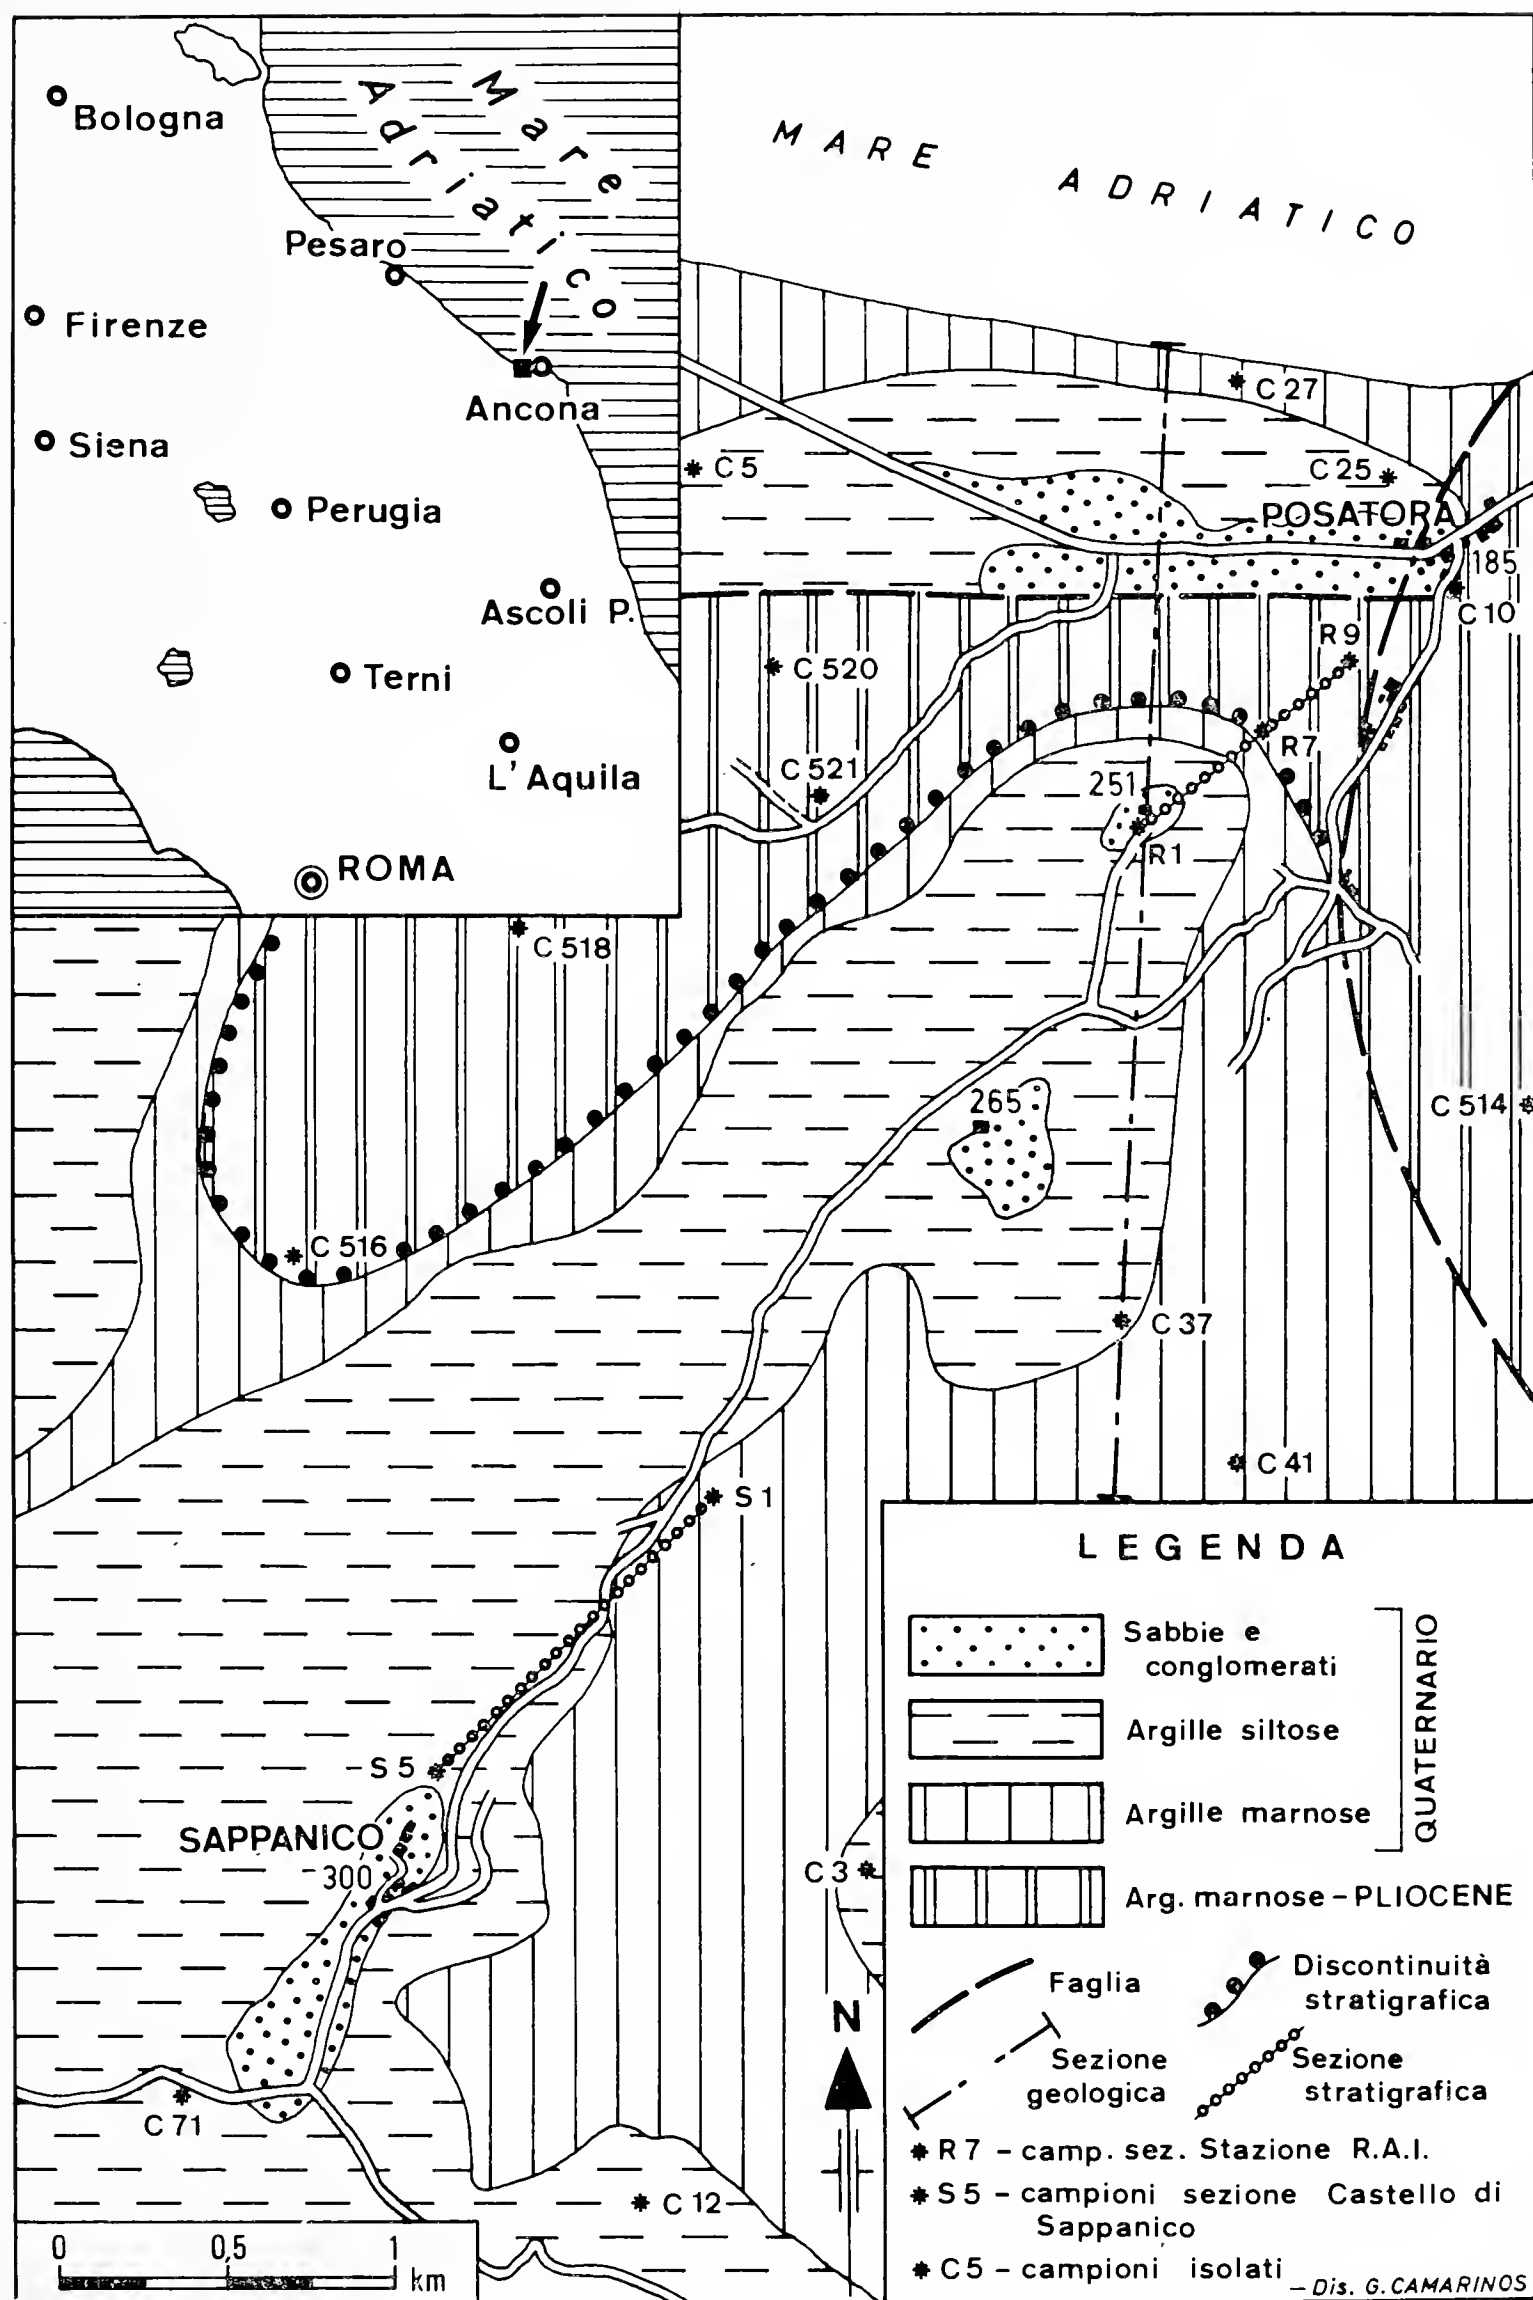 Bologna
Mare
Adriatico
Pesaro
Firenze
Ancona
Siena
Perugia
Ascoli P.
Terni
L'Aquila
ROMA
MARE ADRIATICO
C 27
C 5
C 25
POSATORA
185
C 10
R 9
C 520
R 7
C 521
251
R 1
C 518
265
C 514
C 516
C 37
C 41
S 1
S 5
SAPPANICO
300
C 3
C 71
C 12
N
0 0,5 1
km
LEGENDA
Sabbie e
conglomerati
Argille siltose
Argille marnose
QUATERNARIO
Arg. marnose - PLIOCENE
Faglia
Discontinuità
stratigrafica
Sezione
geologica
Sezione
stratigrafica
R 7 - camp. sez. Stazione R.A.I.
S 5 - campioni sezione Castello di
Sappanico
C 5 - campioni isolati
- Dis. G. CAMARINOS